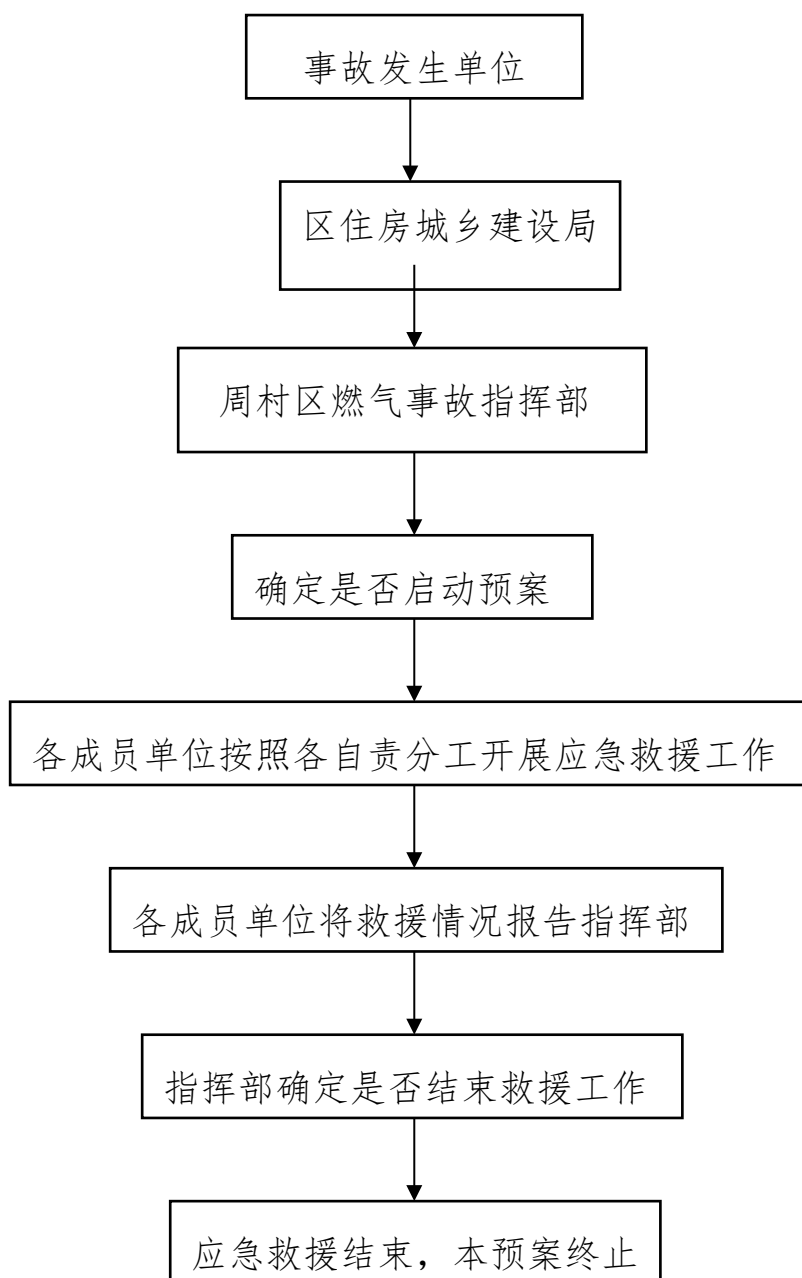 事故发生单位
区住房城乡建设局
周村区燃气事故指挥部
确定是否启动预案
各成员单位按照各自责分工开展应急救援工作
各成员单位将救援情况报告指挥部
指挥部确定是否结束救援工作
应急救援结束，本预案终止